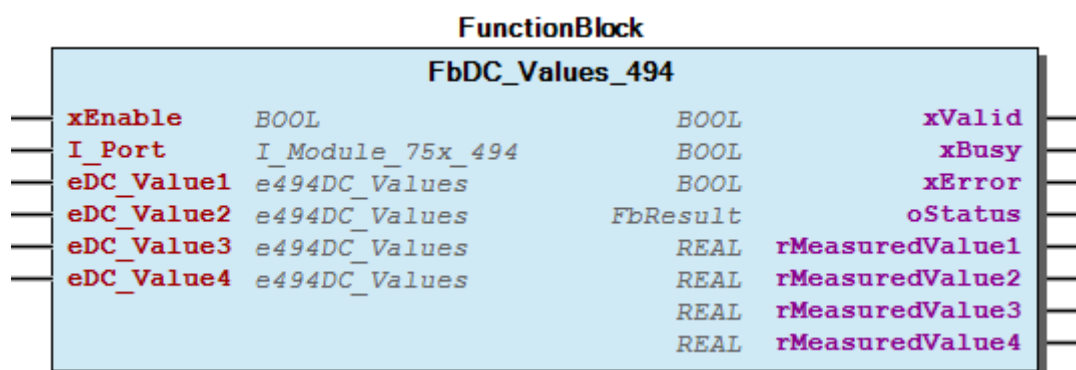 FunctionBlock
FbDC_Values_494
xEnable BOOL BOOL xValid
I_Port I_Module_75x_494 BOOL xBusy
eDC_Value1 e494DC_Values BOOL xError
eDC_Value2 e494DC_Values FbResult oStatus
eDC_Value3 e494DC_Values REAL rMeasuredValue1
eDC_Value4 e494DC_Values REAL rMeasuredValue2
REAL rMeasuredValue3
REAL rMeasuredValue4